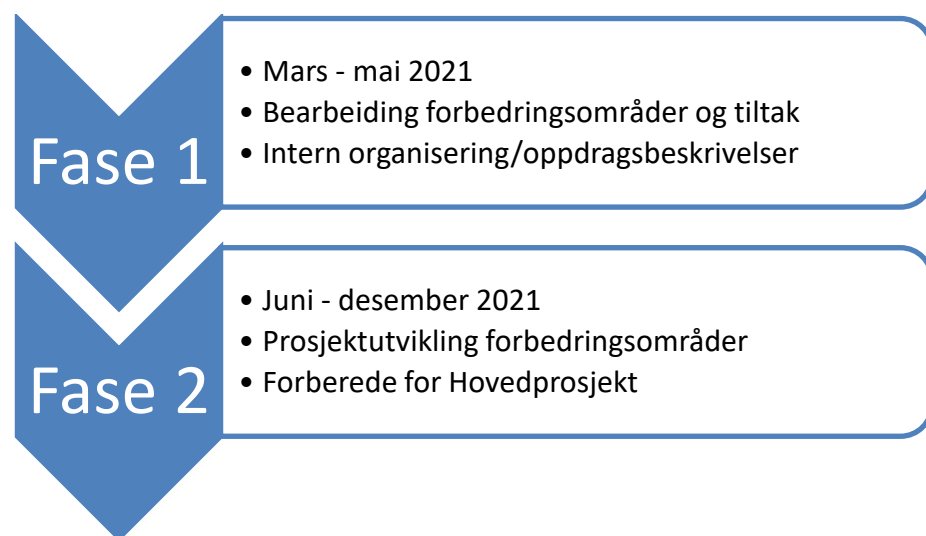 Fase 1
• Mars - mai 2021
• Bearbeiding forbedringsområder og tiltak
• Intern organisering/oppdragsbeskrivelser
Fase 2
• Juni - desember 2021
• Prosjektutvikling forbedringsområder
• Forberede for Hovedprosjekt